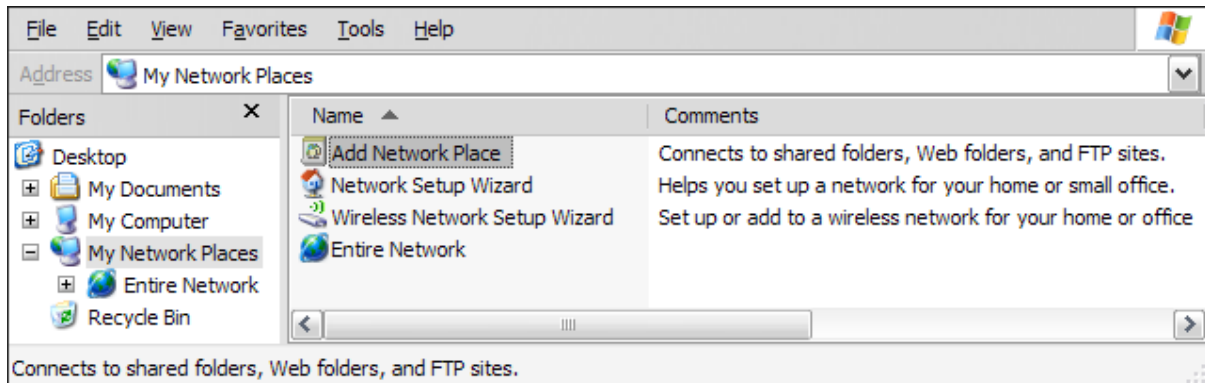 File Edit View Favorites Tools Help
Address My Network Places
Folders
Desktop
My Documents
My Computer
My Network Places
Entire Network
Recycle Bin
Name Comments
Add Network Place Connects to shared folders, Web folders, and FTP sites.
Network Setup Wizard Helps you set up a network for your home or small office.
Wireless Network Setup Wizard Set up or add to a wireless network for your home or office
Entire Network
Connects to shared folders, Web folders, and FTP sites.